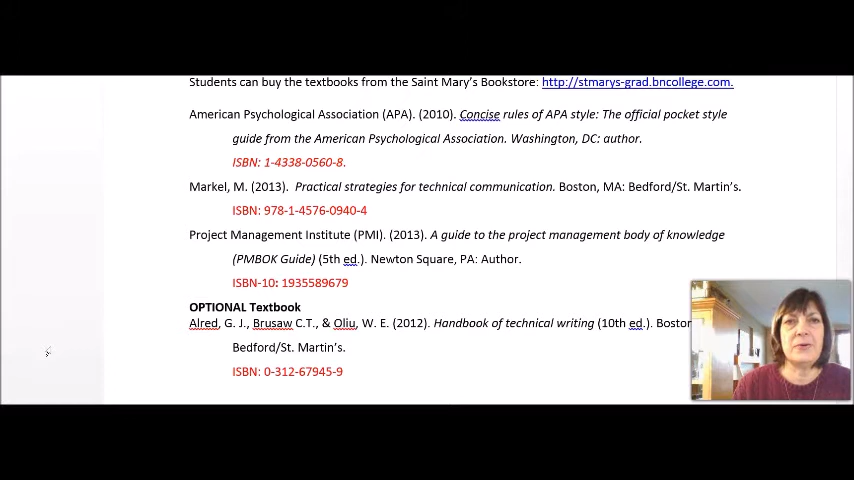 Students can buy the textbooks from the Saint Mary's Bookstore: http://stmarys-grad.bncollege.com.
American Psychological Association (APA). (2010). Concise rules of APA style: The official pocket style
guide from the American Psychological Association. Washington, DC: author.
ISBN: 1-4338-0560-8.
Markel, M. (2013).  Practical strategies for technical communication. Boston, MA: Bedford/St. Martin's.
ISBN: 978-1-4576-0940-4
Project Management Institute (PMI). (2013). A guide to the project management body of knowledge
(PMBOK Guide) (5th ed.). Newton Square, PA: Author.
ISBN-10: 1935589679
OPTIONAL Textbook
Alred, G. J., Brusaw C.T., & Oliu, W. E. (2012). Handbook of technical writing (10th ed.). Boston
Bedford/St. Martin's.
ISBN: 0-312-67945-9